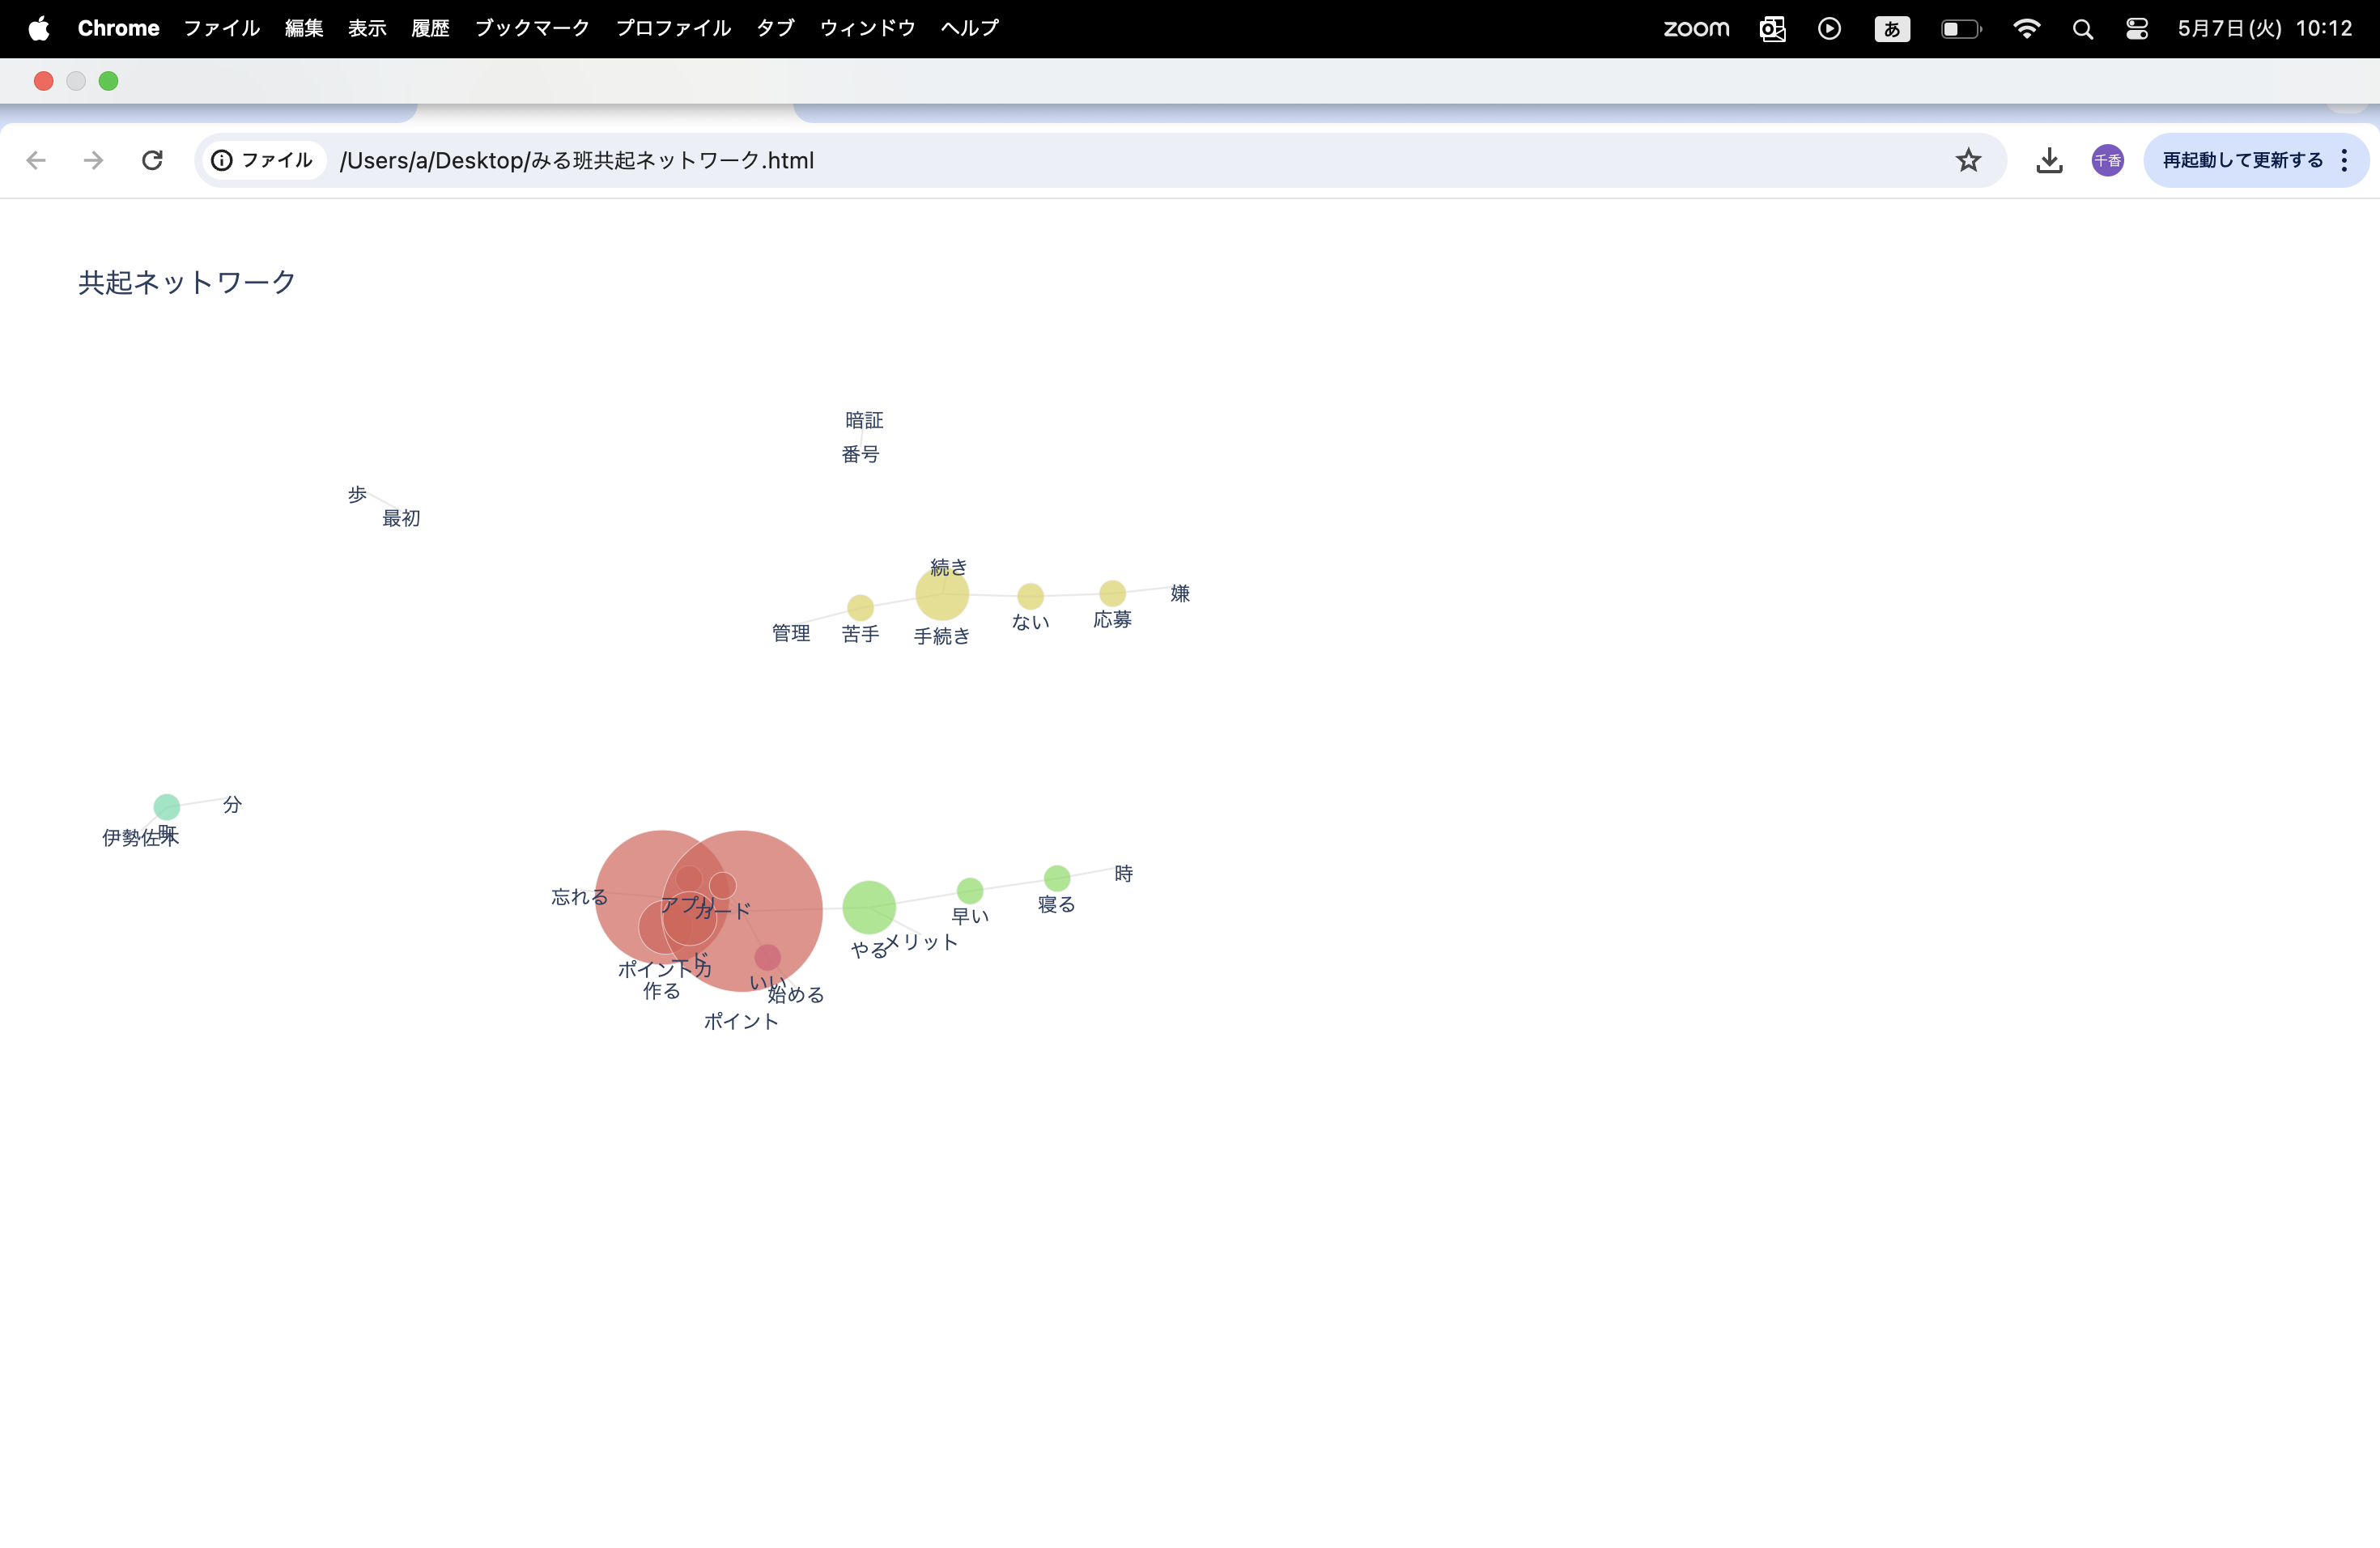 Chrome ファイル 編集 表示 履歴 ブックマーク プロファイル タブ ウィンドウ ヘルプ zoom あ 5月7日(火) 10:12
ファイル /Users/a/Desktop/みる班共起ネットワーク.html 千香 再起動して更新する
共起ネットワーク
暗証
番号
歩
最初
続き
管理 苦手 手続き ない 応募 嫌
分
伊勢佐木
町
忘れる アプリ カード
やる メリット 早い 寝る 時
ポイントカ
ード
作る
いい
始める
ポイント